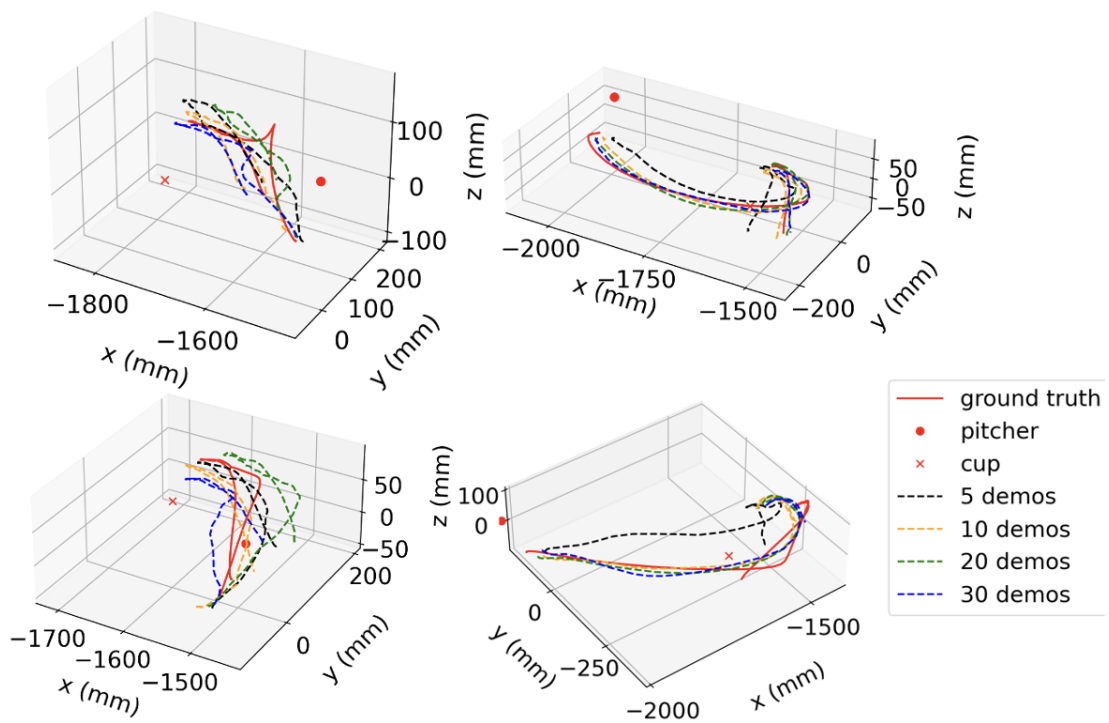 100
0
−100
z (mm)
200
100
0
y (mm)
−1800
−1600
x (mm)
50
0
−50
z (mm)
0
−200
y (mm)
−2000
−1750
−1500
x (mm)
50
0
−50
200
0
y (mm)
−1700
−1600
−1500
x (mm)
z (mm)
100
0
0
−250
y (mm)
−2000
−1500
x (mm)
ground truth
pitcher
cup
5 demos
10 demos
20 demos
30 demos